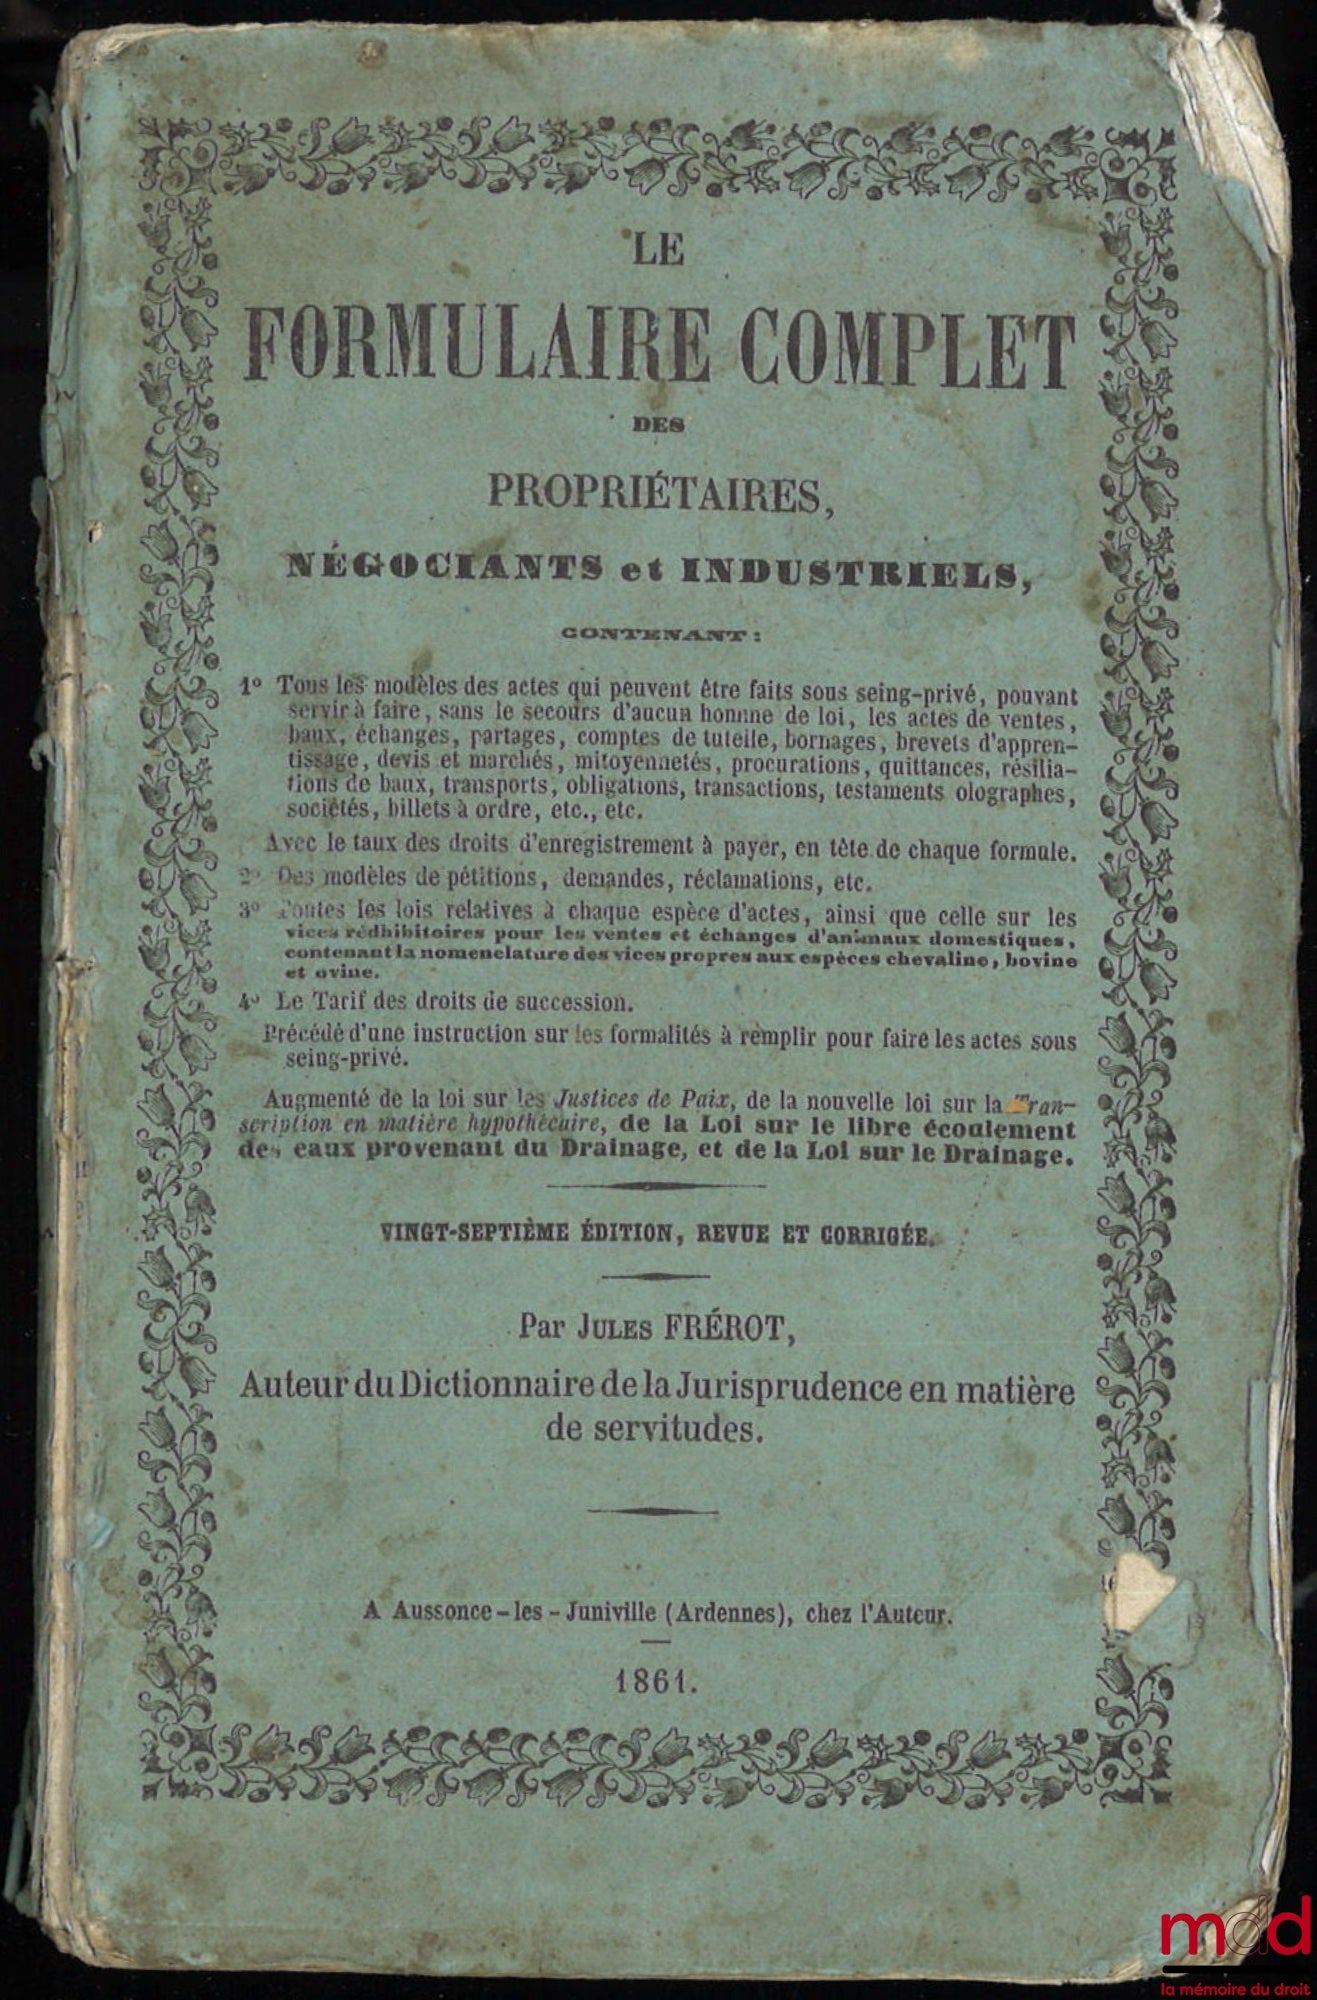 LE
FORMULAIRE COMPLET
DES
PROPRIÉTAIRES,
NÉGOCIANTS et INDUSTRIELS,
CONTENANT :
1º Tous les modèles des actes qui peuvent être faits sous seing-privé, pouvant
servir à faire, sans le secours d'aucun homme de loi, les actes de ventes,
baux, échanges, partages, comptes de tutelle, bornages, brevets d'appren-
tissage, devis et marchés, mitoyennetés, procurations, quittances, résilia-
tions de baux, transports, obligations, transactions, testaments olographes,
sociétés, billets à ordre, etc., etc.
Avec le taux des droits d'enregistrement à payer, en tête de chaque formule.
2º Des modèles de pétitions, demandes, réclamations, etc.
3º Toutes les lois relatives à chaque espèce d'actes, ainsi que celle sur les
vices rédhibitoires pour les ventes et échanges d'animaux domestiques,
contenant la nomenclature des vices propres aux espèces chevaline, bovine
et ovine.
4º Le Tarif des droits de succession.
Précédé d'une instruction sur les formalités à remplir pour faire les actes sous
seing-privé.
Augmenté de la loi sur les Justices de Paix, de la nouvelle loi sur la Tran-
scription en matière hypothécaire, de la Loi sur le libre écoulement
des eaux provenant du Drainage, et de la Loi sur le Drainage.
VINGT-SEPTIÈME ÉDITION, REVUE ET CORRIGÉE.
Par JULES FRÉROT,
Auteur du Dictionnaire de la Jurisprudence en matière
de servitudes.
A Aussonce-les-Juniville (Ardennes), chez l'Auteur.
1861.
mdd
la mémoire du droit